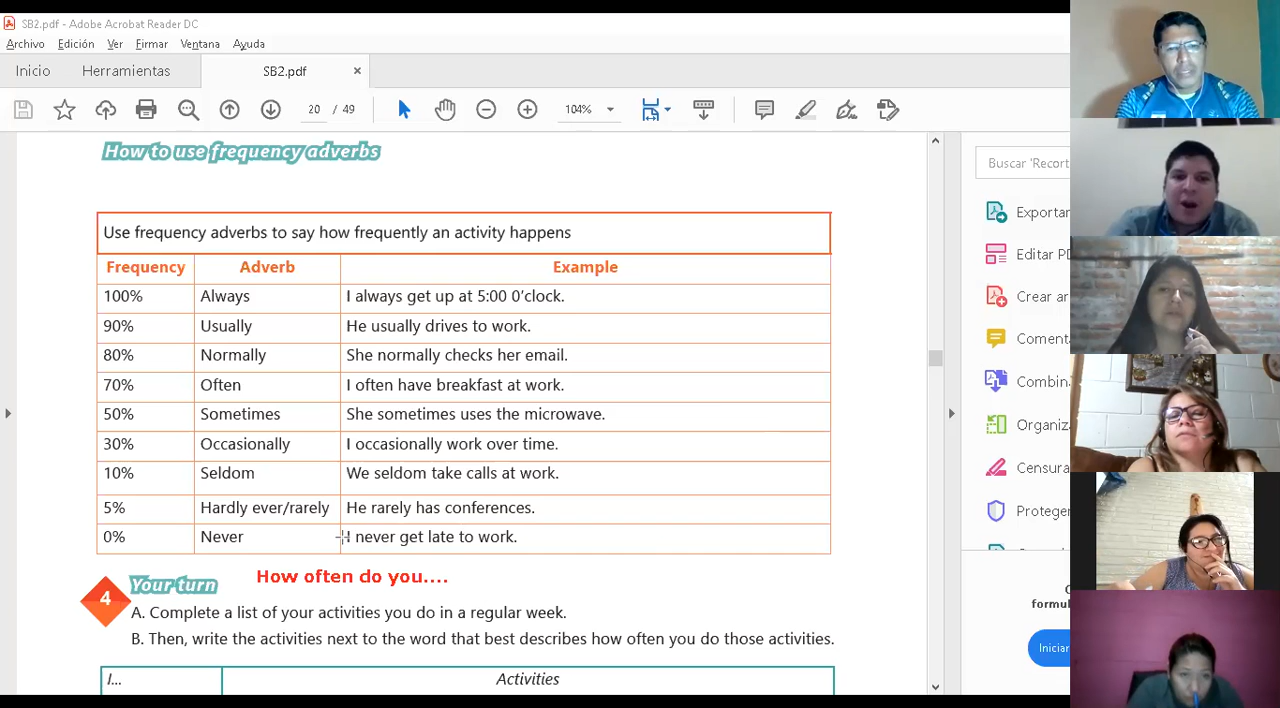 SB2.pdf - Adobe Acrobat Reader DC
Archivo Edición Ver Firmar Ventana Ayuda
Inicio Herramientas SB2.pdf ×
20 / 49 104%
How to use frequency adverbs
Use frequency adverbs to say how frequently an activity happens
Frequency Adverb Example
100% Always I always get up at 5:00 0'clock.
90% Usually He usually drives to work.
80% Normally She normally checks her email.
70% Often I often have breakfast at work.
50% Sometimes She sometimes uses the microwave.
30% Occasionally I occasionally work over time.
10% Seldom We seldom take calls at work.
5% Hardly ever/rarely He rarely has conferences.
0% Never I never get late to work.
4 Your turn How often do you....
A. Complete a list of your activities you do in a regular week.
B. Then, write the activities next to the word that best describes how often you do those activities.
I... Activities
Buscar 'Recort
Exportar
Editar PD
Crear ar
Coment
Combin
Organiza
Censura
Protege
formu
Iniciar